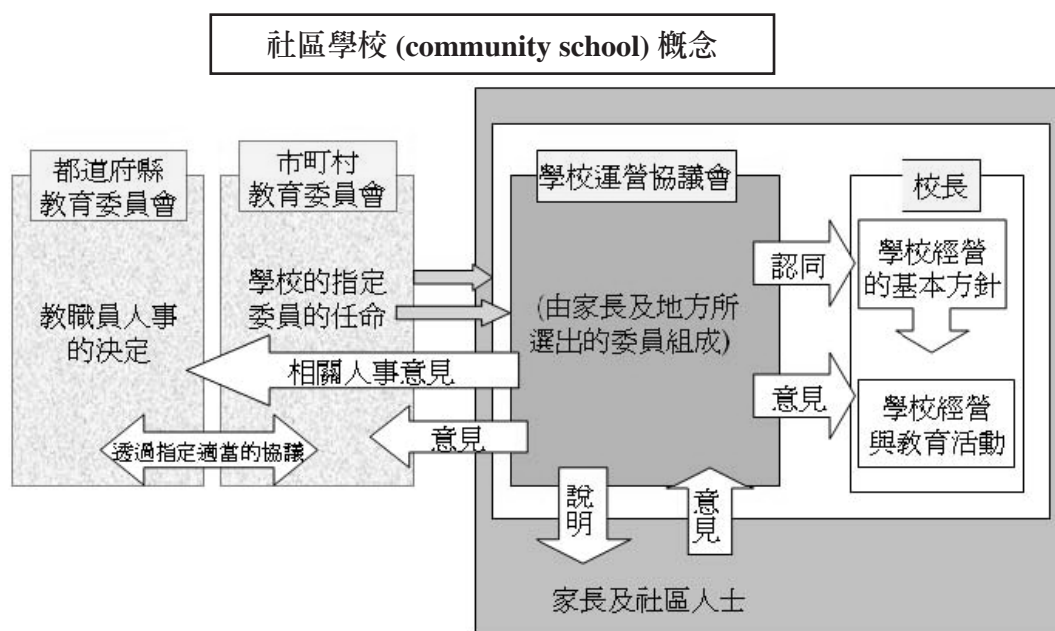 社區學校 (community school) 概念
都道府縣
教育委員會
教職員人事
的決定
市町村
教育委員會
學校的指定
委員的任命
相關人事意見
意見
透過指定適當的協議
學校運營協議會
(由家長及地方所
選出的委員組成)
認同
意見
校長
學校經營
的基本方針
學校經營
與教育活動
說
明
意
見
家長及社區人士